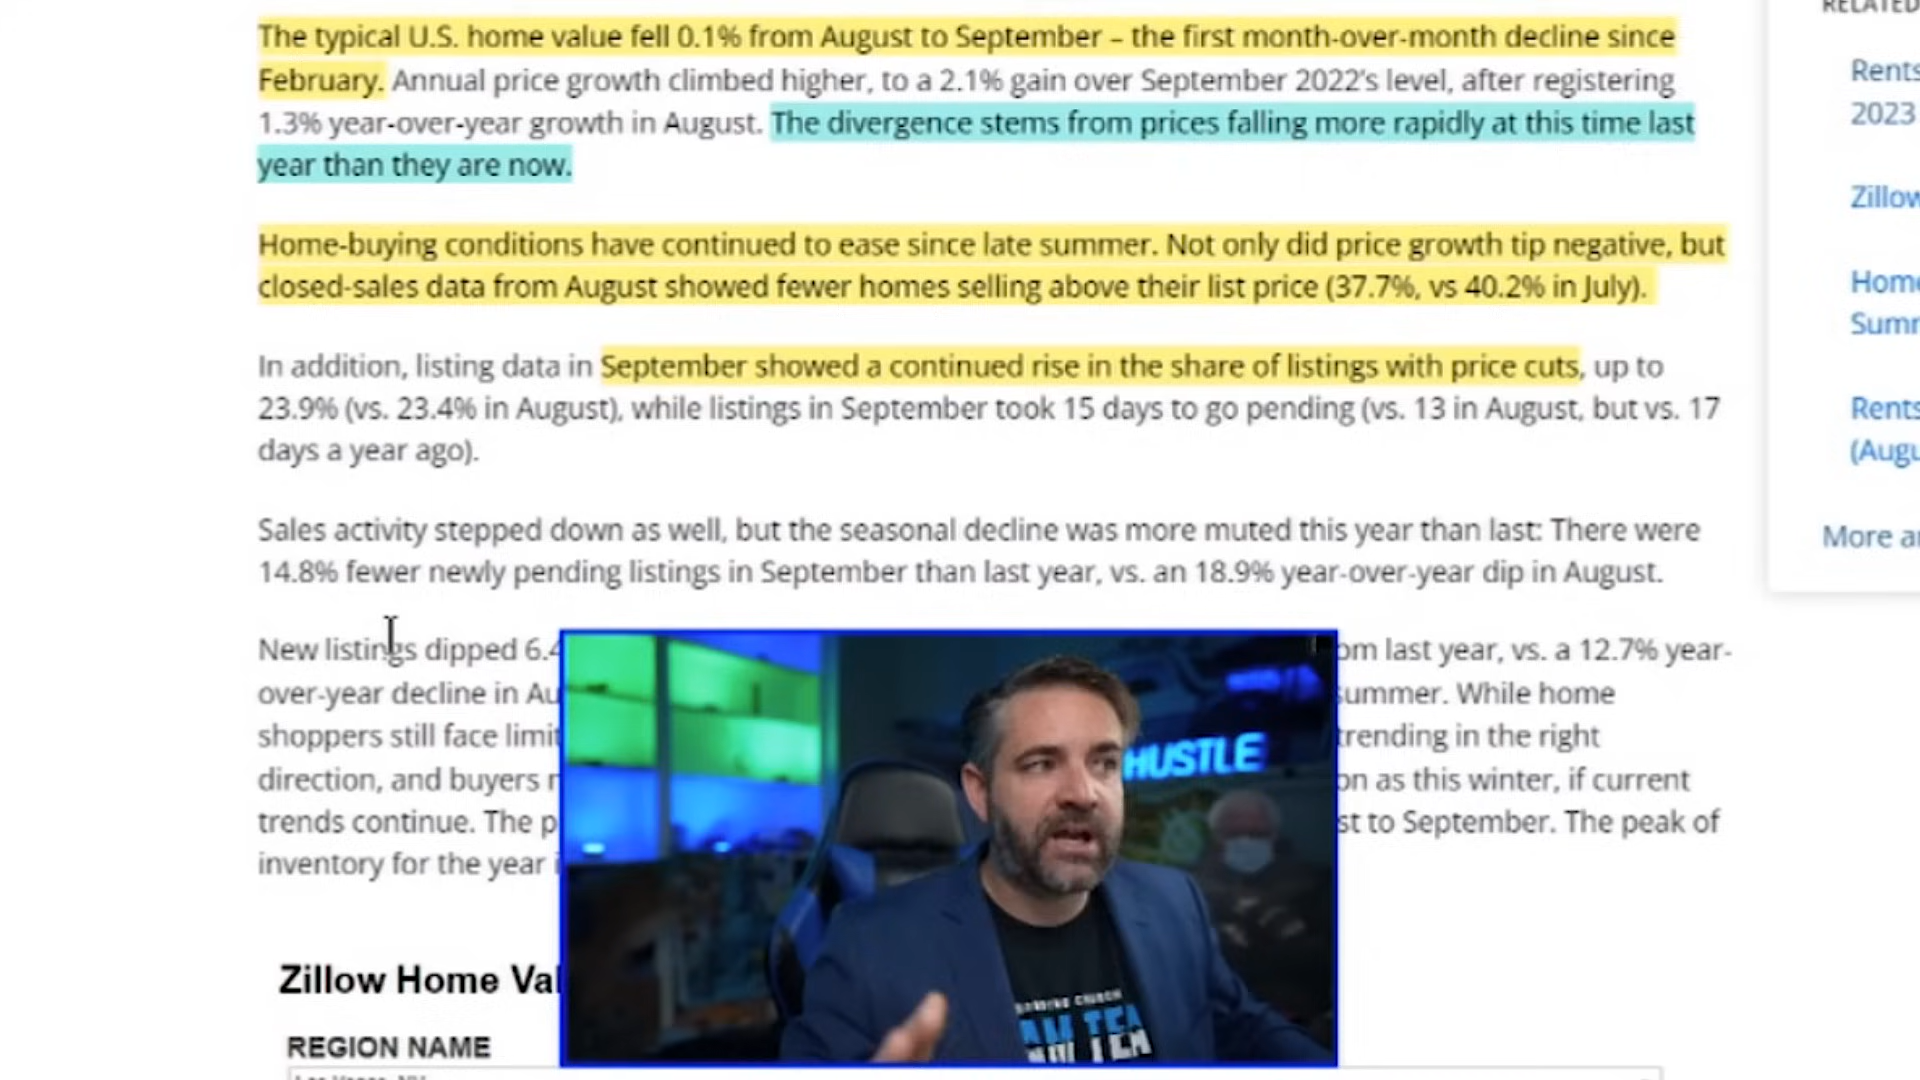 The typical U.S. home value fell 0.1% from August to September – the first month-over-month decline since
February. Annual price growth climbed higher, to a 2.1% gain over September 2022's level, after registering
1.3% year-over-year growth in August. The divergence stems from prices falling more rapidly at this time last
year than they are now.
Home-buying conditions have continued to ease since late summer. Not only did price growth tip negative, but
closed-sales data from August showed fewer homes selling above their list price (37.7%, vs 40.2% in July).
In addition, listing data in September showed a continued rise in the share of listings with price cuts, up to
23.9% (vs. 23.4% in August), while listings in September took 15 days to go pending (vs. 13 in August, but vs. 17
days a year ago).
Sales activity stepped down as well, but the seasonal decline was more muted this year than last: There were
14.8% fewer newly pending listings in September than last year, vs. an 18.9% year-over-year dip in August.
New listings dipped 6.4 om last year, vs. a 12.7% year-
over-year decline in Au summer. While home
shoppers still face limit trending in the right
direction, and buyers on as this winter, if current
trends continue. The p st to September. The peak of
inventory for the year
Zillow Home Val
REGION NAME
RELATED
Rents
2023
Zillow
Home
Summ
Rents
(Augu
More a
HUSTLE
CHURCH